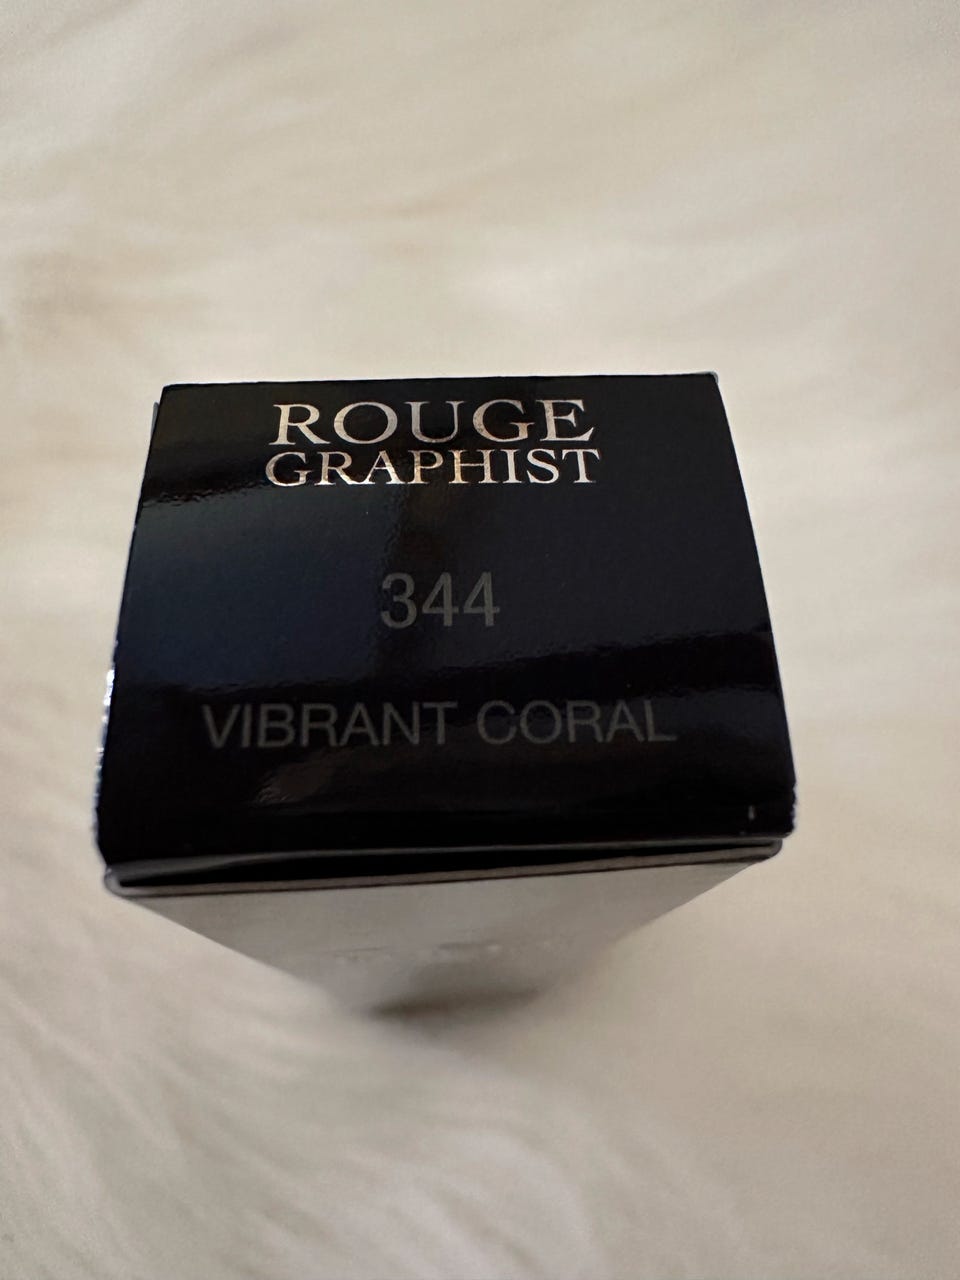 ROUGE
GRAPHIST
344
VIBRANT CORAL